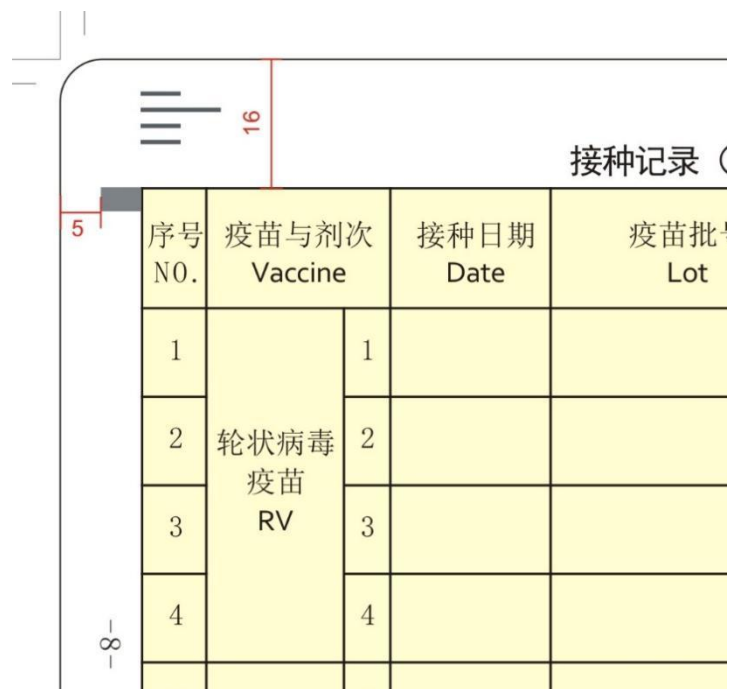 16
接种记录（
5
序号 疫苗与剂次 接种日期 疫苗批号
NO. Vaccine Date Lot
1 1
2 轮状病毒 2
疫苗
3 RV 3
4 4
-8-